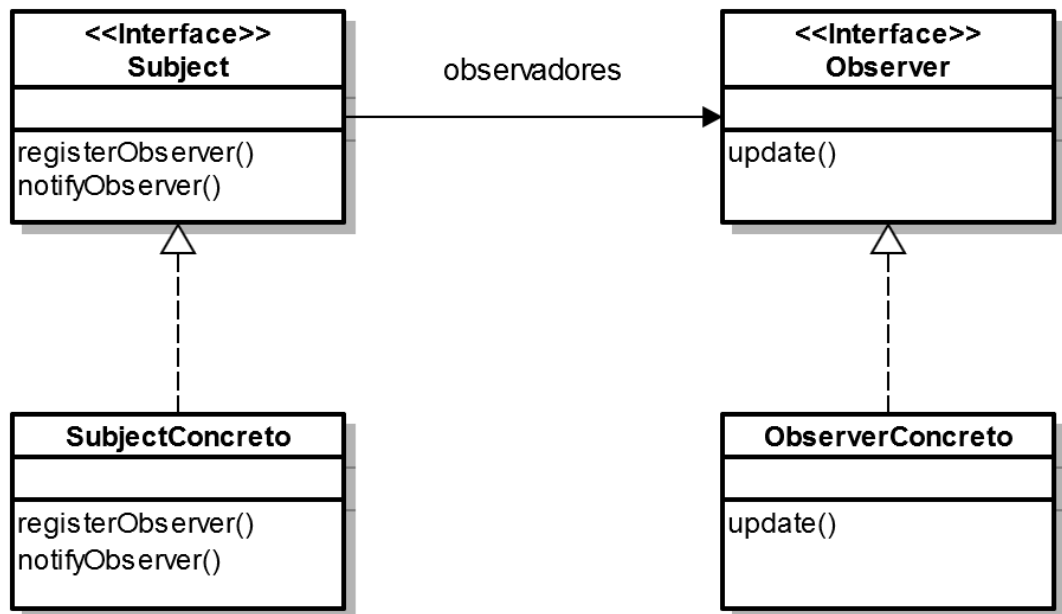 <<Interface>>
Subject
registerObserver()
notifyObserver()
observadores
<<Interface>>
Observer
update()
SubjectConcreto
registerObserver()
notifyObserver()
ObserverConcreto
update()